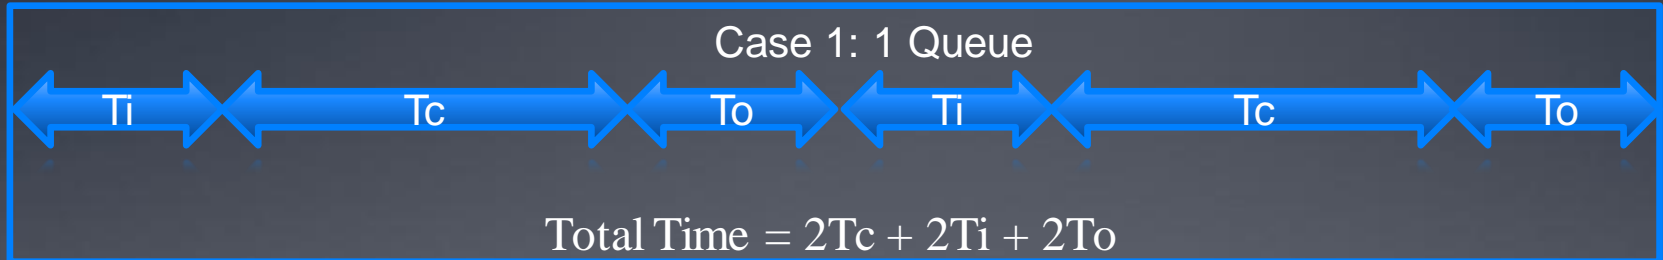 Case 1: 1 Queue
Ti Tc To Ti Tc To
Total Time = 2Tc + 2Ti + 2To